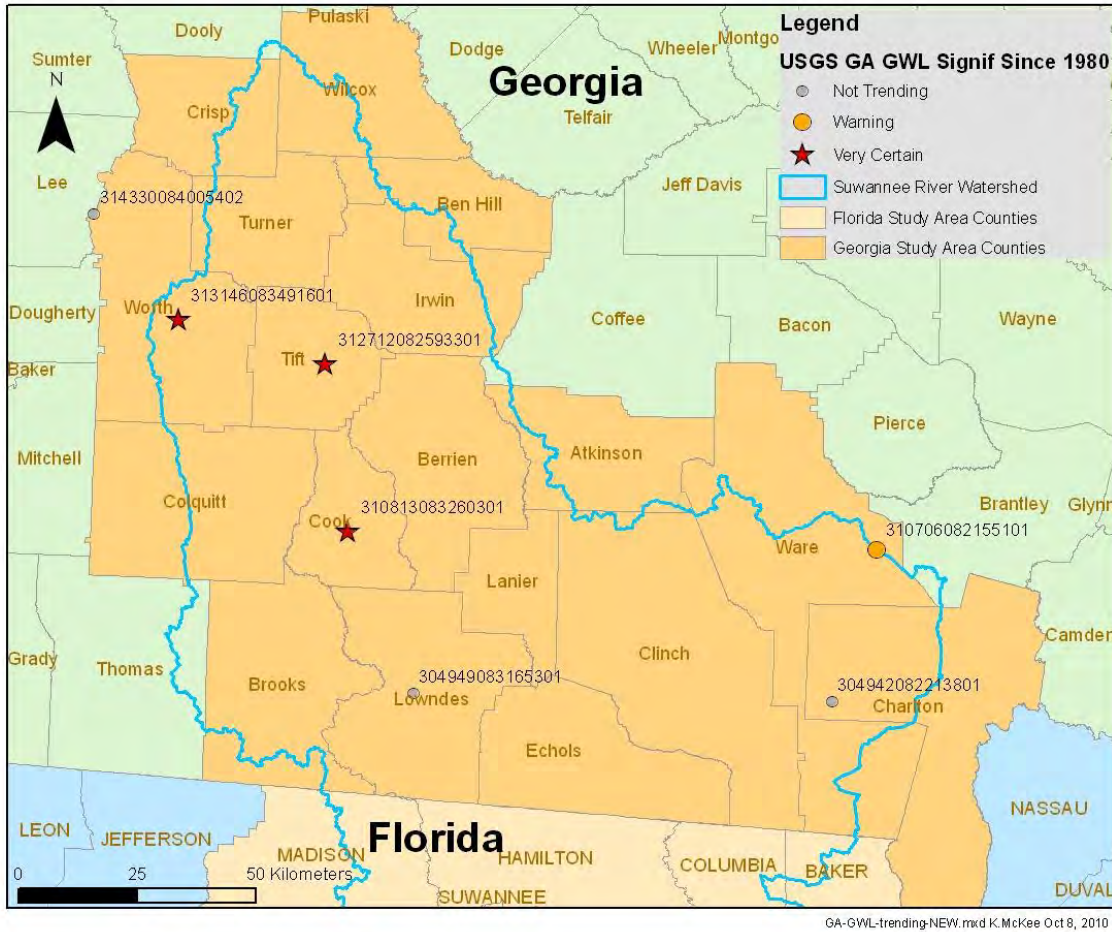 Pulaski
Dooly
Dodge
Wheeler
Montgo
Sumter
N
Georgia
Wilcox
Crisp
Telfair
Legend
USGS GA GWL Signif Since 1980
Not Trending
Warning
Very Certain
Suwannee River Watershed
Florida Study Area Counties
Georgia Study Area Counties
Lee
314330084005402
Jeff Davis
Ben Hill
Turner
Irwin
Dougherty
Worth
313146083491601
Coffee
Bacon
Wayne
312712082593301
Tift
Baker
Pierce
Mitchell
Berrien
Atkinson
Colquitt
Brantley
Glynn
Cook
310813083260301
310706082155101
Ware
Lanier
Camden
Grady
Thomas
Clinch
Brooks
304949083165301
Lowndes
304942082213801
Charlton
Echols
NASSAU
LEON
JEFFERSON
Florida
MADISON
HAMILTON
COLUMBIA
BAKER
0
25
50 Kilometers
SUWANNEE
DUVAL
GA-GWL-trending-NEW.mxd K.McKee Oct 8, 2010